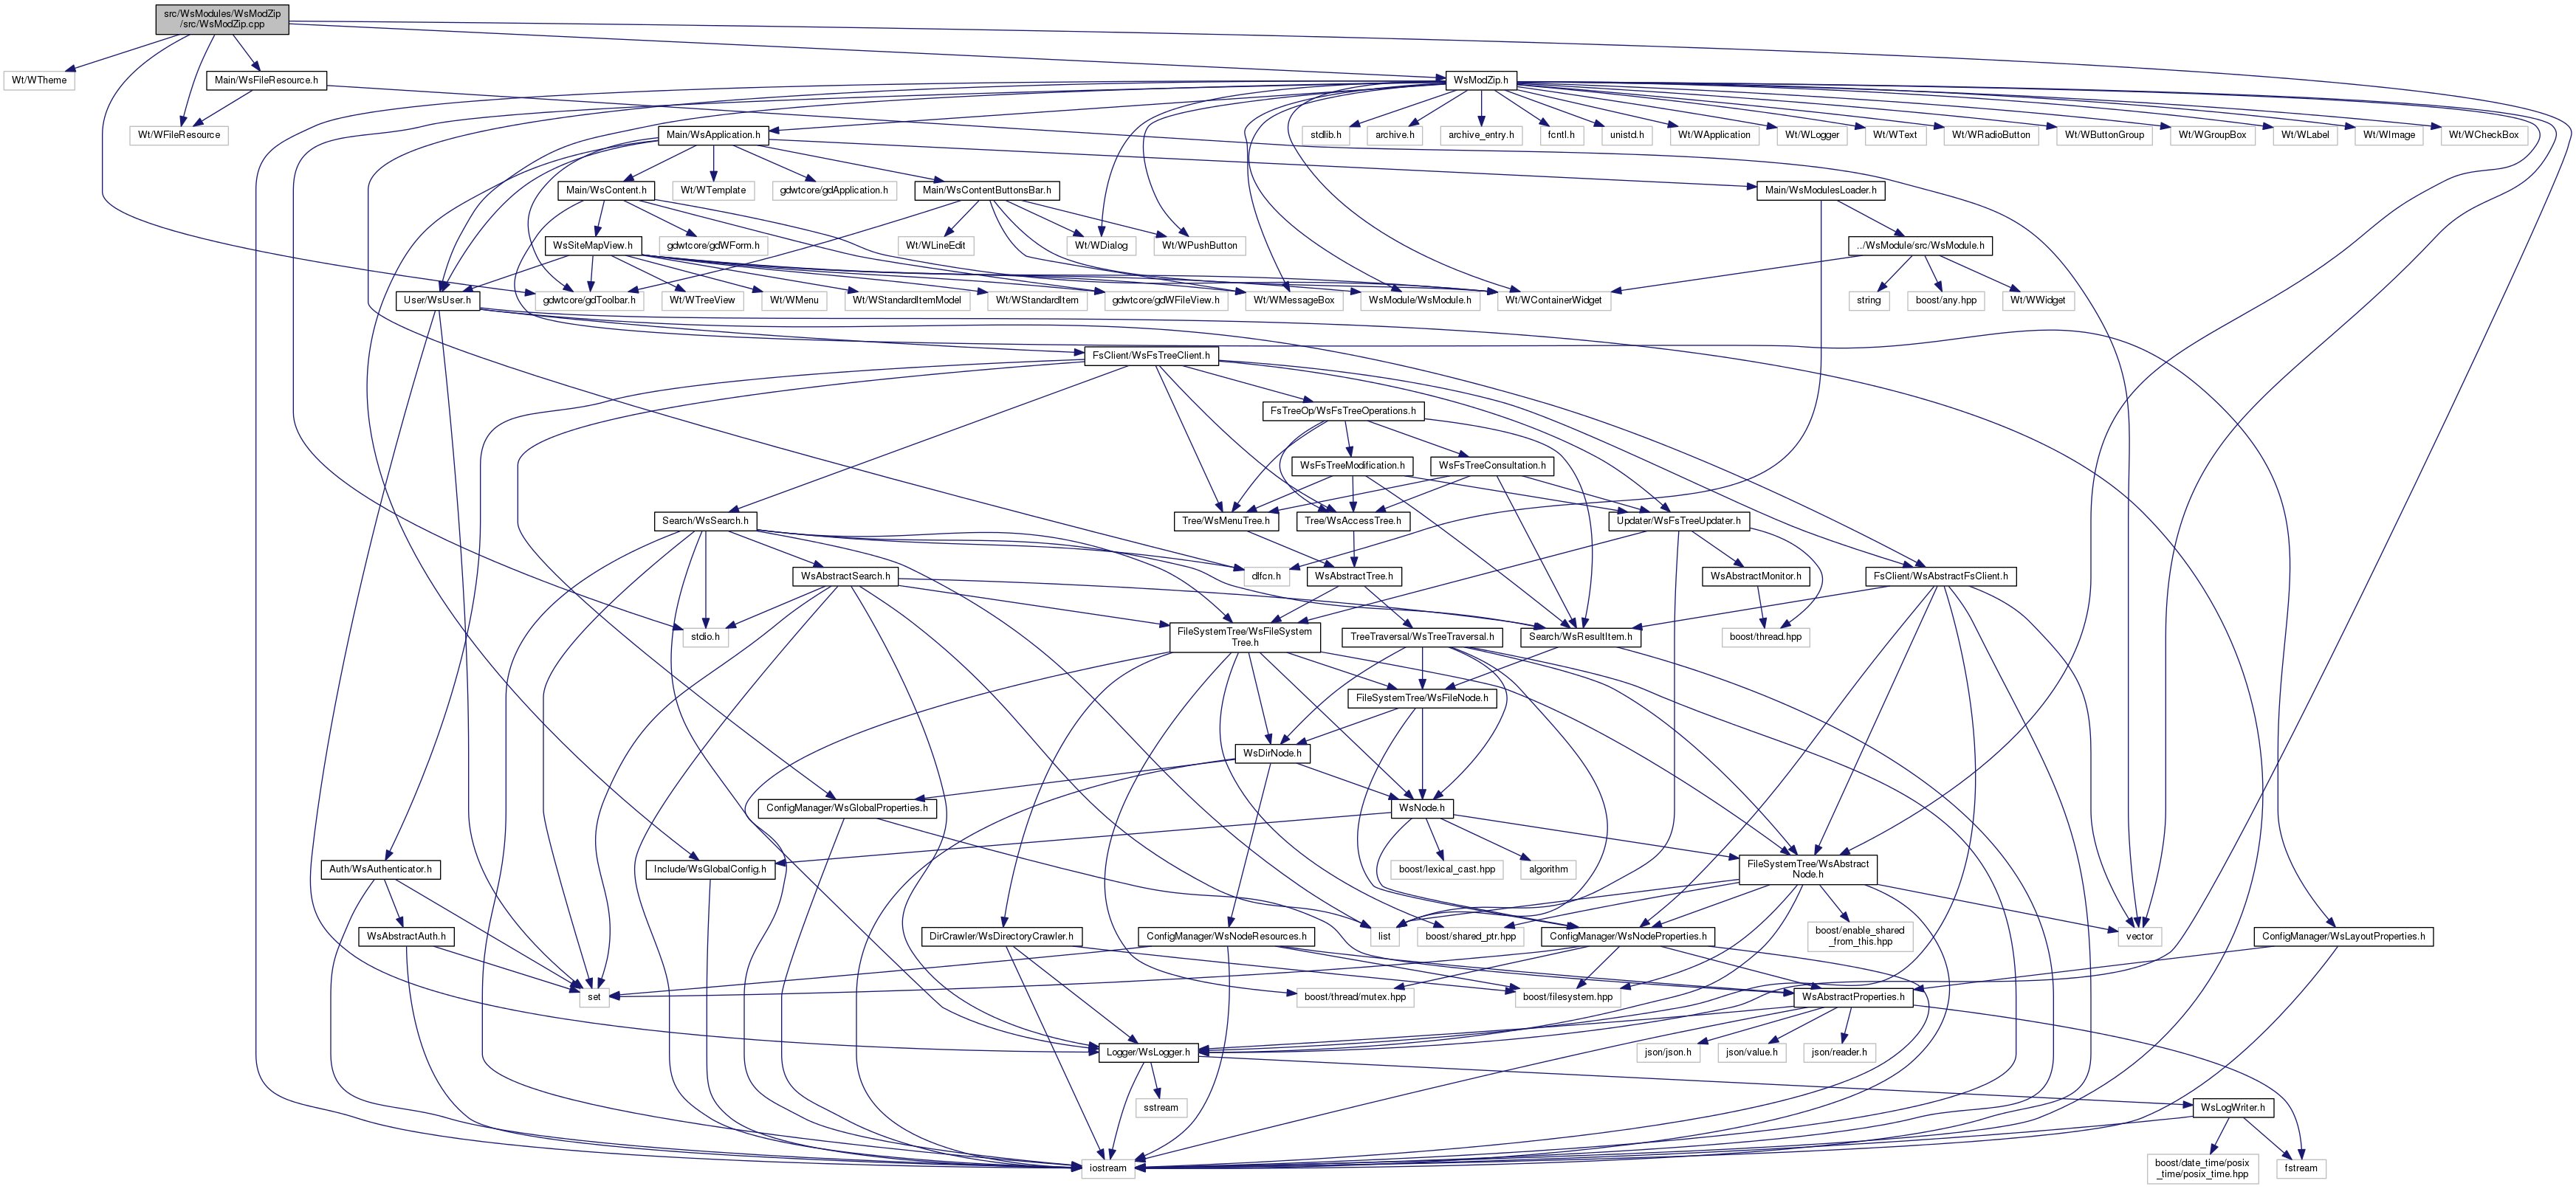 src/WsModules/WsModZip
/src/WsModZip.cpp
Wt/WTheme
Main/WsFileResource.h
WsModZip.h
Wt/WFileResource
Main/WsApplication.h
stdlib.h
archive.h
archive_entry.h
fcntl.h
unistd.h
Wt/WApplication
Wt/WLogger
Wt/WText
Wt/WRadioButton
Wt/WButtonGroup
Wt/WGroupBox
Wt/WLabel
Wt/WImage
Wt/WCheckBox
Main/WsContent.h
Wt/WTemplate
gdwtcore/gdApplication.h
Main/WsContentButtonsBar.h
Main/WsModulesLoader.h
WsSiteMapView.h
gdwtcore/gdWForm.h
Wt/WLineEdit
Wt/WDialog
Wt/WPushButton
../WsModule/src/WsModule.h
User/WsUser.h
gdwtcore/gdToolbar.h
Wt/WTreeView
Wt/WMenu
Wt/WStandardItemModel
Wt/WStandardItem
gdwtcore/gdWFileView.h
Wt/WMessageBox
WsModule/WsModule.h
Wt/WContainerWidget
string
boost/any.hpp
Wt/WWidget
FsClient/WsFsTreeClient.h
FsTreeOp/WsFsTreeOperations.h
WsFsTreeModification.h
WsFsTreeConsultation.h
Search/WsSearch.h
Tree/WsMenuTree.h
Tree/WsAccessTree.h
Updater/WsFsTreeUpdater.h
WsAbstractSearch.h
dlfcn.h
WsAbstractTree.h
WsAbstractMonitor.h
FsClient/WsAbstractFsClient.h
stdio.h
FileSystemTree/WsFileSystem
Tree.h
TreeTraversal/WsTreeTraversal.h
Search/WsResultItem.h
boost/thread.hpp
FileSystemTree/WsFileNode.h
WsDirNode.h
ConfigManager/WsGlobalProperties.h
WsNode.h
Auth/WsAuthenticator.h
Include/WsGlobalConfig.h
boost/lexical_cast.hpp
algorithm
FileSystemTree/WsAbstract
Node.h
WsAbstractAuth.h
DirCrawler/WsDirectoryCrawler.h
ConfigManager/WsNodeResources.h
list
boost/shared_ptr.hpp
ConfigManager/WsNodeProperties.h
boost/enable_shared
_from_this.hpp
vector
ConfigManager/WsLayoutProperties.h
set
boost/thread/mutex.hpp
boost/filesystem.hpp
WsAbstractProperties.h
Logger/WsLogger.h
json/json.h
json/value.h
json/reader.h
sstream
WsLogWriter.h
iostream
boost/date_time/posix
_time/posix_time.hpp
fstream